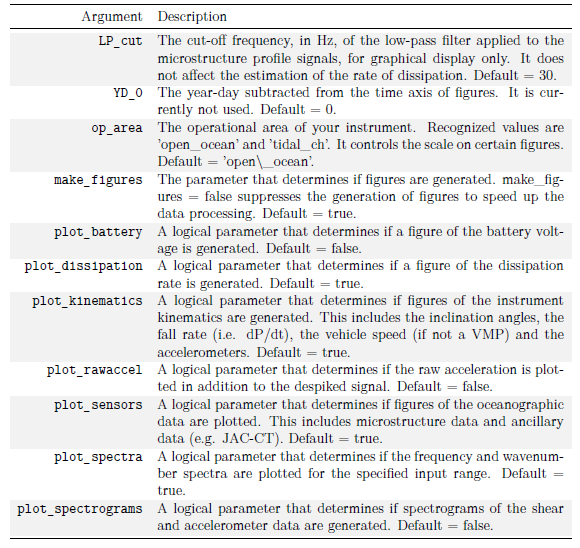 Argument Description
LP_cut The cut-off frequency, in Hz, of the low-pass filter applied to the
microstructure profile signals, for graphical display only. It does
not affect the estimation of the rate of dissipation. Default = 30.
YD_0 The year-day subtracted from the time axis of figures. It is cur-
rently not used. Default = 0.
op_area The operational area of your instrument. Recognized values are
'open_ocean' and 'tidal_ch'. It controls the scale on certain figures.
Default = 'open\_ocean'.
make_figures The parameter that determines if figures are generated. make_fig-
ures = false suppresses the generation of figures to speed up the
data processing. Default = true.
plot_battery A logical parameter that determines if a figure of the battery volt-
age is generated. Default = false.
plot_dissipation A logical parameter that determines if a figure of the dissipation
rate is generated. Default = true.
plot_kinematics A logical parameter that determines if figures of the instrument
kinematics are generated. This includes the inclination angles, the
fall rate (i.e. dP/dt), the vehicle speed (if not a VMP) and the
accelerometers. Default = true.
plot_rawaccel A logical parameter that determines if the raw acceleration is plot-
ted in addition to the despiked signal. Default = false.
plot_sensors A logical parameter that determines if figures of the oceanographic
data are plotted. This includes microstructure data and ancillary
data (e.g. JAC-CT). Default = true.
plot_spectra A logical parameter that determines if the frequency and wavenum-
ber spectra are plotted for the specified input range. Default =
true.
plot_spectrograms A logical parameter that determines if spectrograms of the shear
and accelerometer data are generated. Default = false.